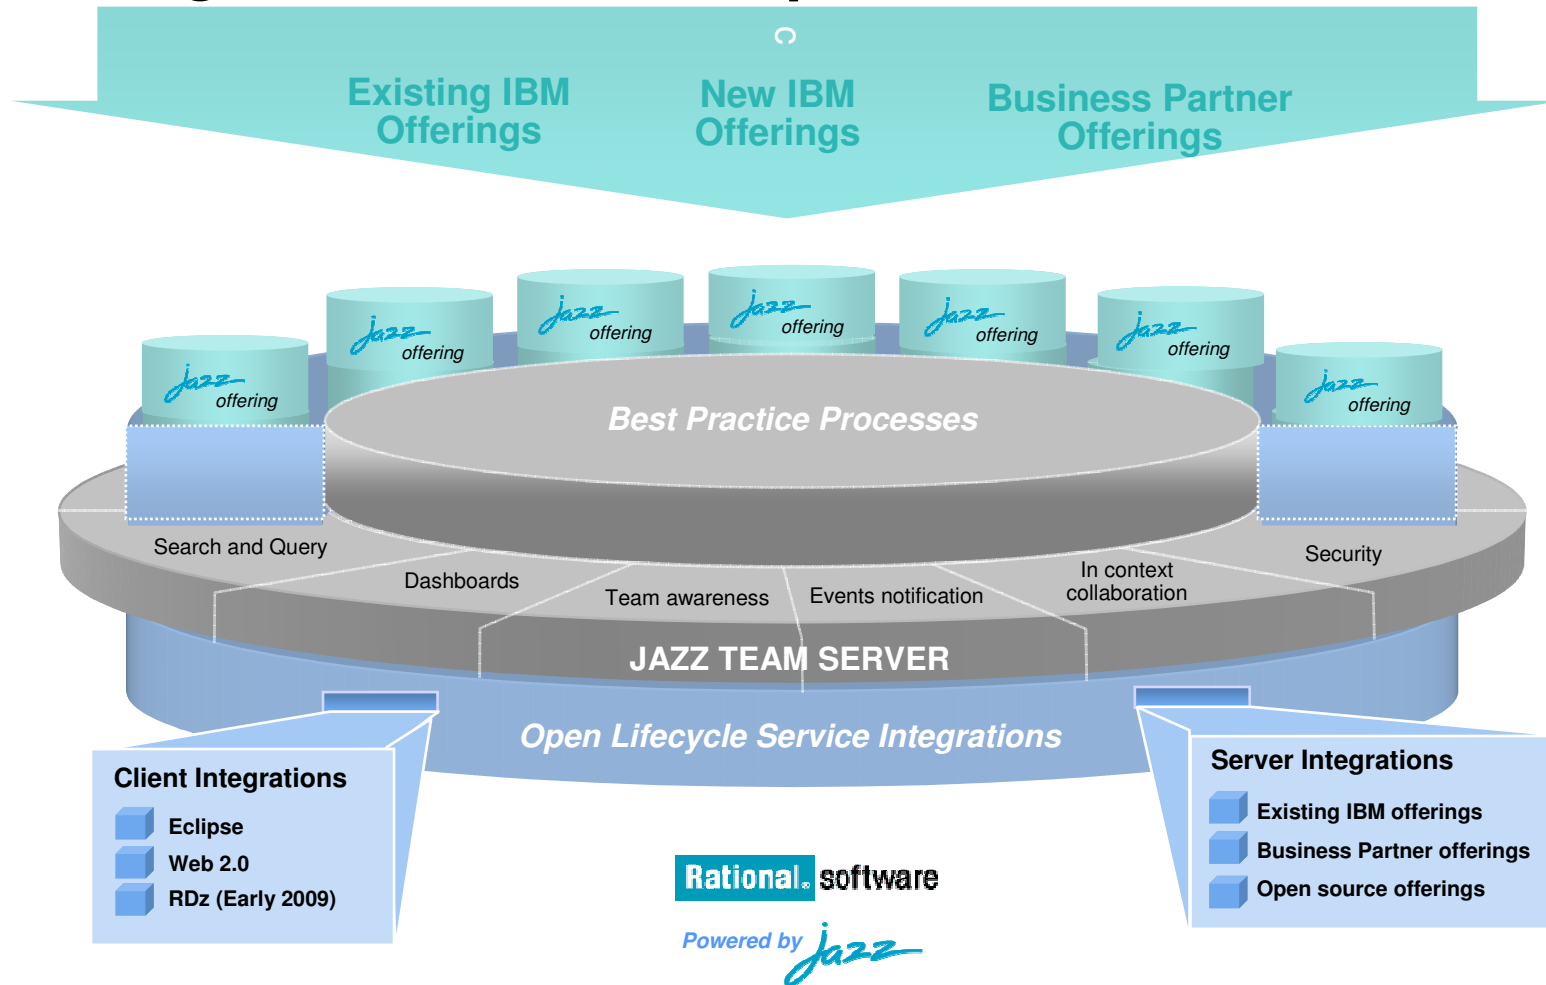 C
Existing IBM
Offerings
New IBM
Offerings
Business Partner
Offerings
jazz offering
jazz offering
jazz offering
jazz offering
jazz offering
jazz offering
jazz offering
Best Practice Processes
Search and Query
Dashboards
Team awareness
Events notification
In context
collaboration
Security
JAZZ TEAM SERVER
Open Lifecycle Service Integrations
Client Integrations
Eclipse
Web 2.0
RDz (Early 2009)
Server Integrations
Existing IBM offerings
Business Partner offerings
Open source offerings
Rational® software
Powered by jazz